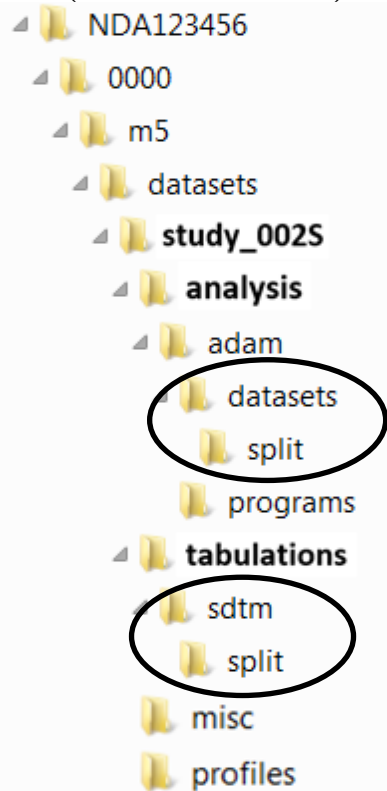 NDA123456
0000
m5
datasets
study_002S
analysis
adam
datasets
split
programs
tabulations
sdtm
split
misc
profiles